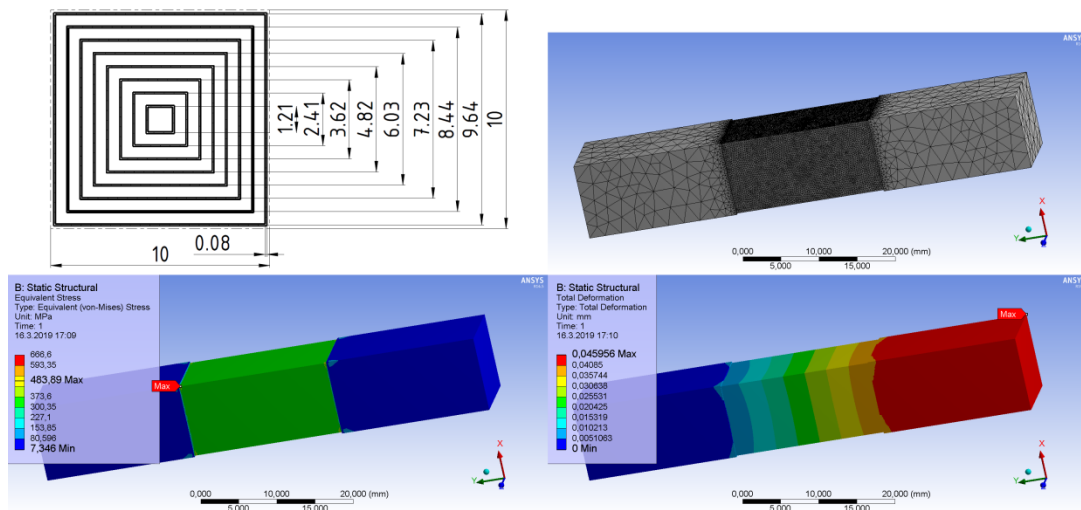 1.21
2.41
3.62
4.82
6.03
7.23
8.44
9.64
10
0.08
10
ANSYS
X
Y
Z
0,000 10,000 20,000 (mm)
5,000 15,000
B: Static Structural
Equivalent Stress
Type: Equivalent (von-Mises) Stress
Unit: MPa
Time: 1
16.3.2019 17:09
666,6
593,35
483,89 Max
373,6
300,35
227,1
153,85
80,596
7,346 Min
Max
ANSYS
X
Y
Z
0,000 10,000 20,000 (mm)
5,000 15,000
B: Static Structural
Total Deformation
Type: Total Deformation
Unit: mm
Time: 1
16.3.2019 17:10
0,045956 Max
0,04085
0,035744
0,030638
0,025531
0,020425
0,015319
0,010213
0,0051063
0 Min
Max
ANSYS
X
Y
Z
0,000 10,000 20,000 (mm)
5,000 15,000